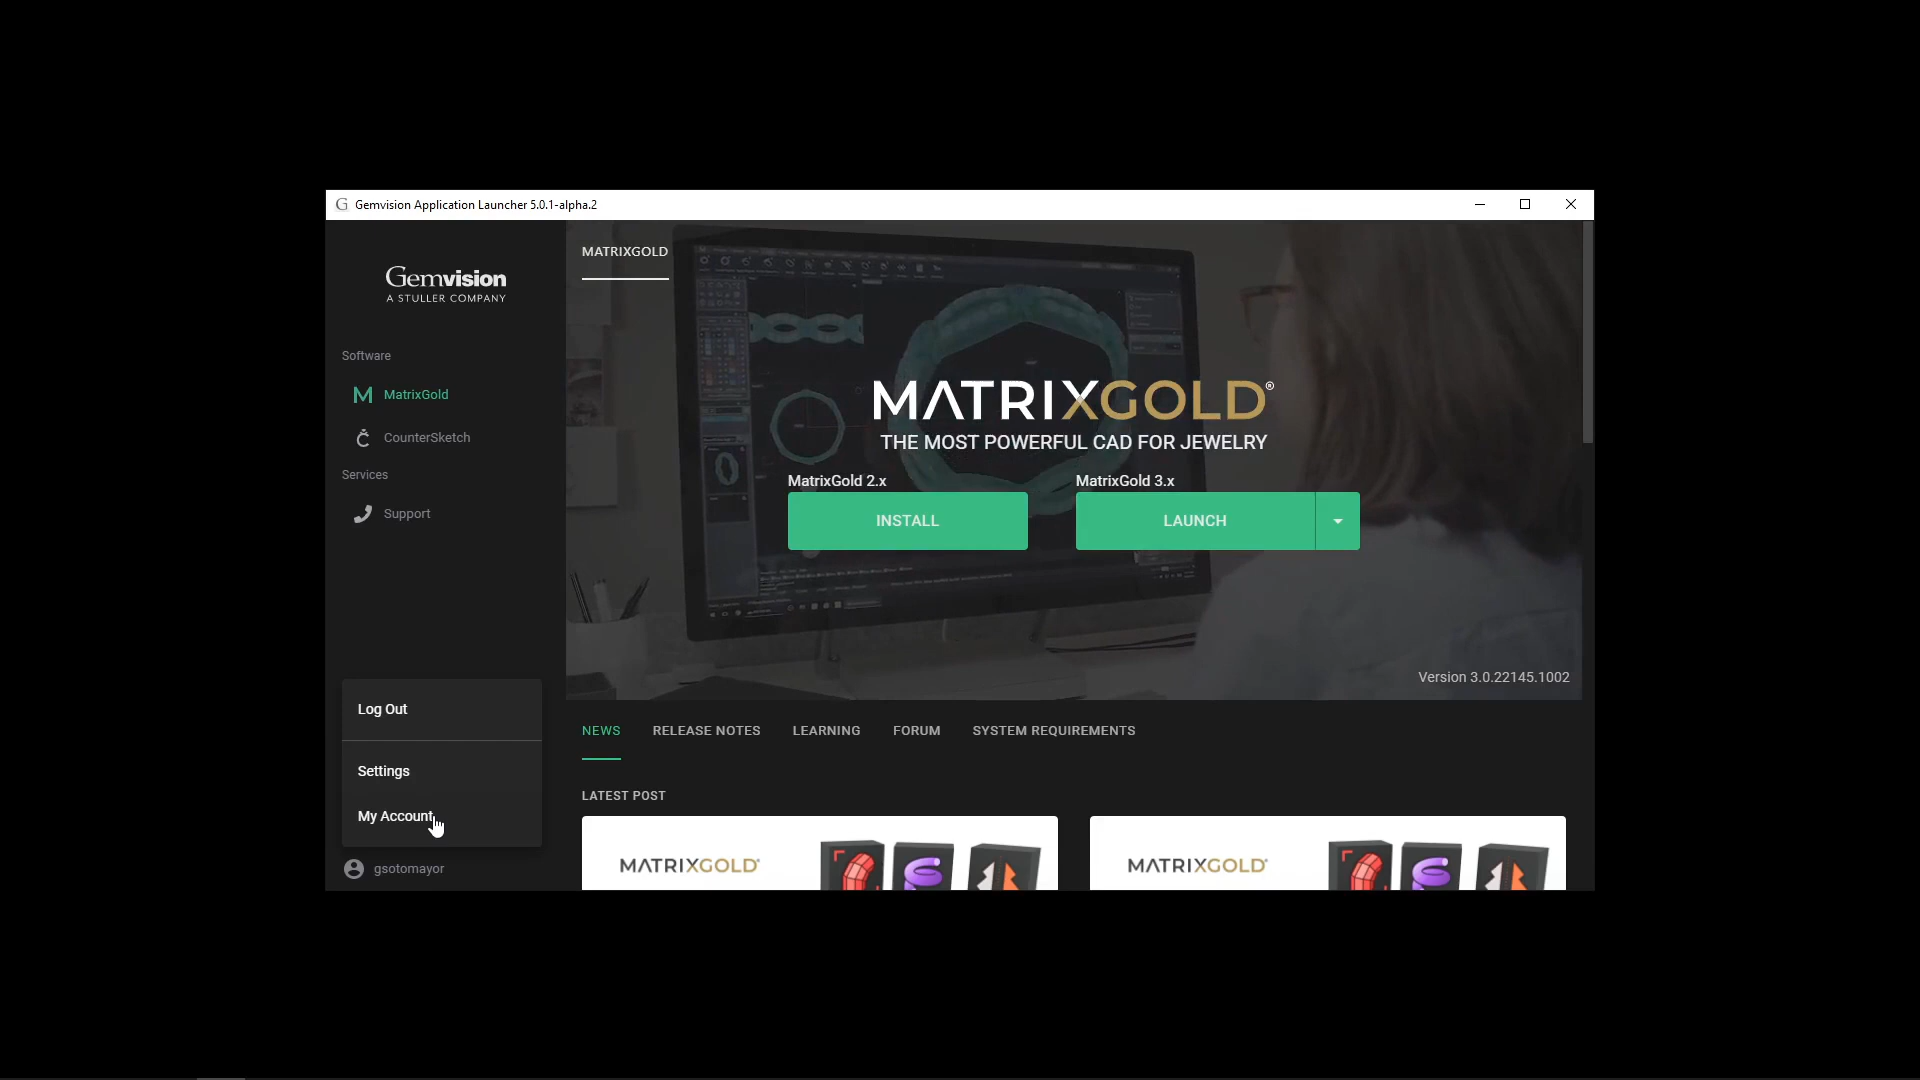 Gemvision Application Launcher 5.0.1-alpha.2
Gemvision
A STULLER COMPANY
Software
MatrixGold
CounterSketch
Services
Support
Log Out
Settings
My Account
gsotomayor
MATRIXGOLD
MATRIXGOLD®
THE MOST POWERFUL CAD FOR JEWELRY
MatrixGold 2.x
INSTALL
MatrixGold 3.x
LAUNCH
Version 3.0.22145.1002
NEWS RELEASE NOTES LEARNING FORUM SYSTEM REQUIREMENTS
LATEST POST
MATRIXGOLD
MATRIXGOLD